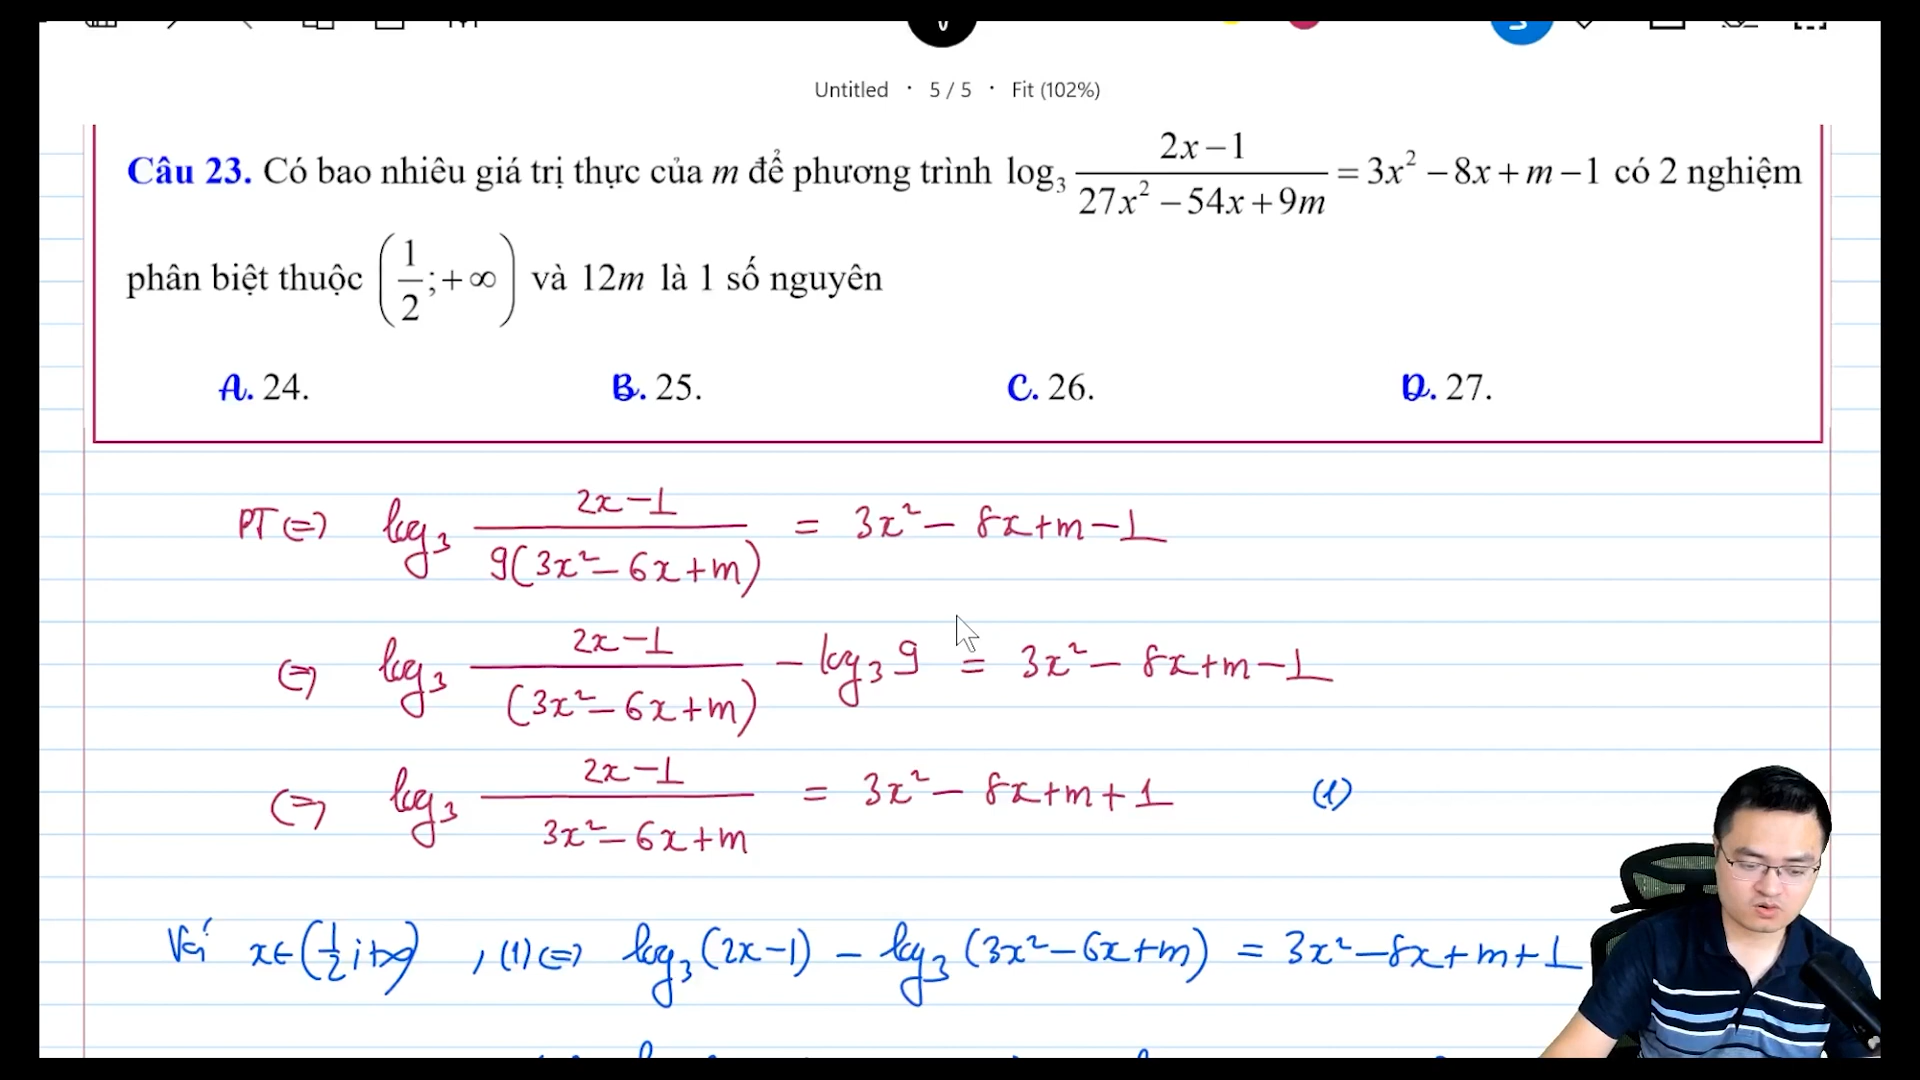 Untitled · 5 / 5 · Fit (102%)
Câu 23. Có bao nhiêu giá trị thực của m để phương trình log₃ (2x−1)/(27x²−54x+9m) = 3x²−8x+m−1 có 2 nghiệm
phân biệt thuộc (1/2;+∞) và 12m là 1 số nguyên
A. 24. B. 25. C. 26. D. 27.
PT ⇔ log₃ (2x−1)/(9(3x²−6x+m)) = 3x²−8x+m−1
⇔ log₃ (2x−1)/((3x²−6x+m)) − log₃ 9 = 3x²−8x+m−1
⇔ log₃ (2x−1)/(3x²−6x+m) = 3x²−8x+m+1 (1)
Với x∈(1/2;+∞), (1) ⇔ log₃(2x−1) − log₃(3x²−6x+m) = 3x²−8x+m+1